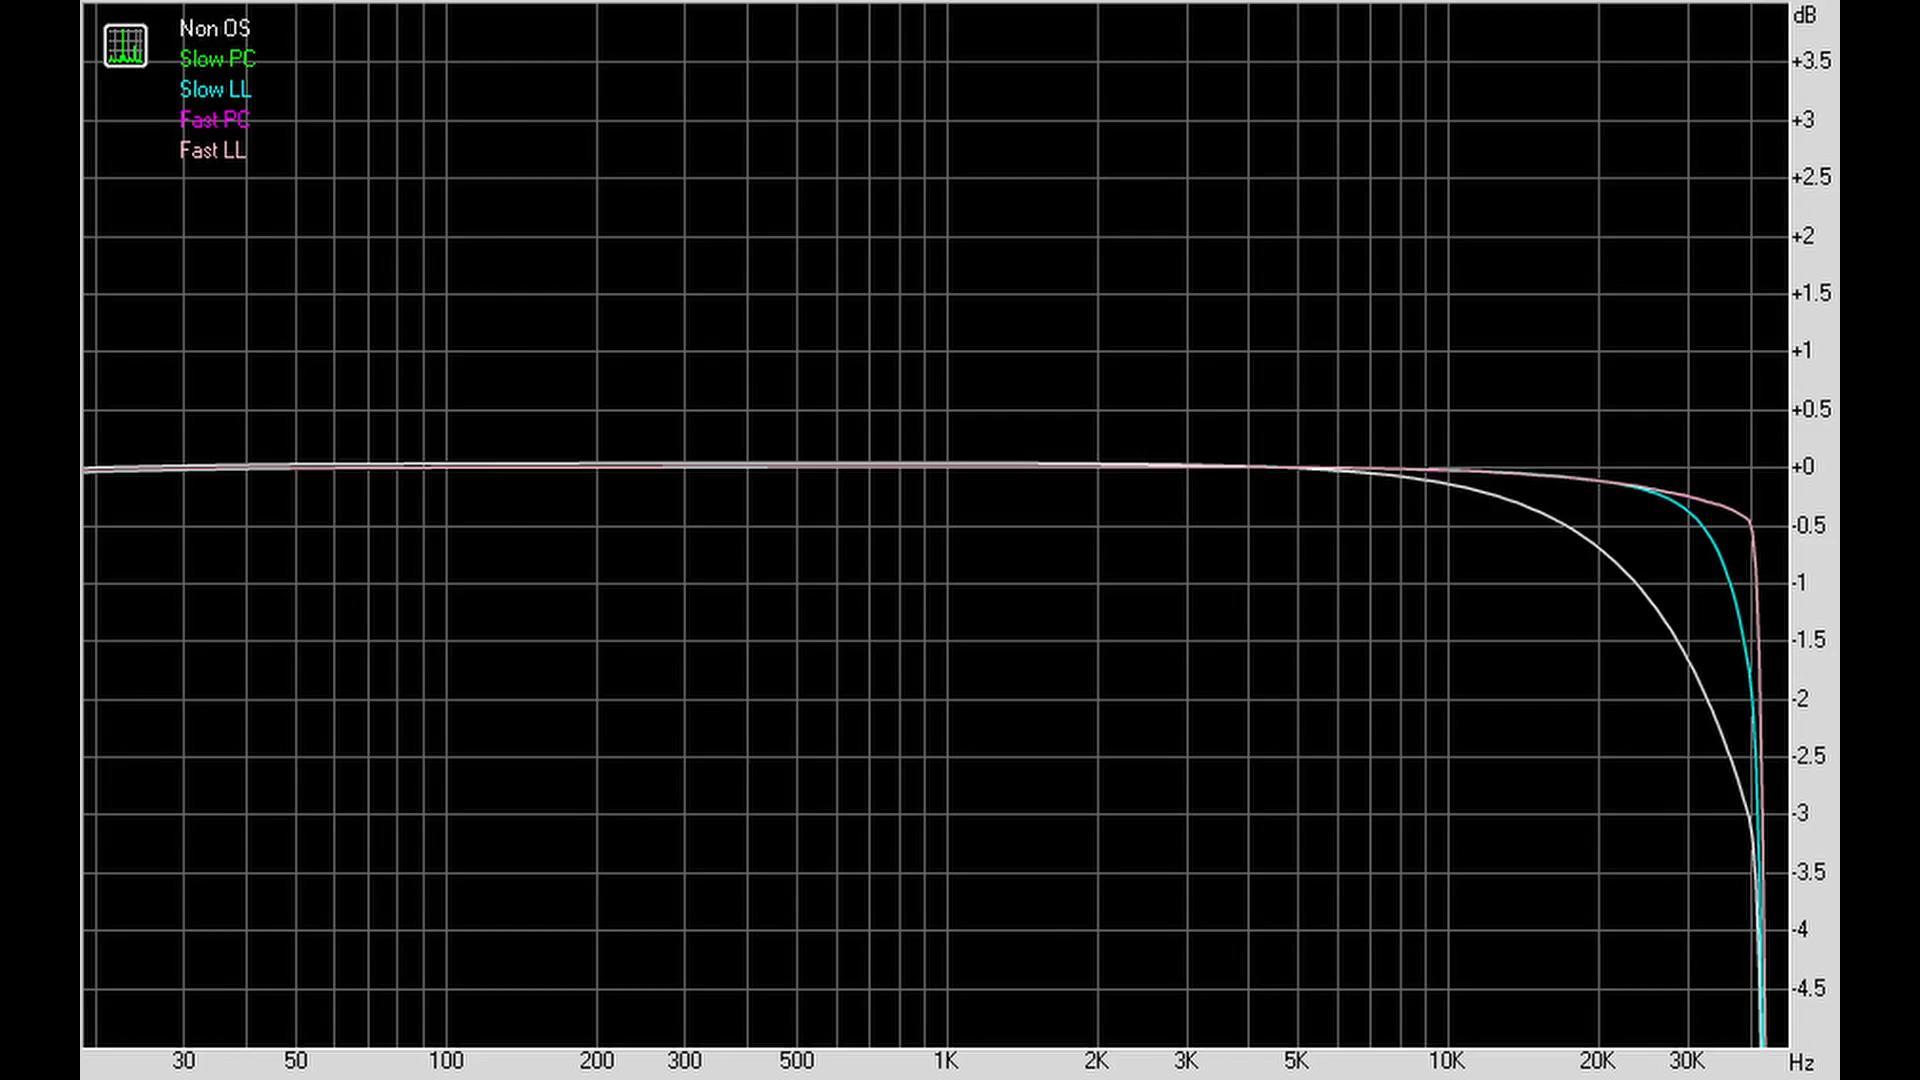 Non OS
Slow PC
Slow LL
Fast PC
Fast LL
dB
+3.5
+3
+2.5
+2
+1.5
+1
+0.5
+0
-0.5
-1
-1.5
-2
-2.5
-3
-3.5
-4
-4.5
30 50 100 200 300 500 1K 2K 3K 5K 10K 20K 30K Hz